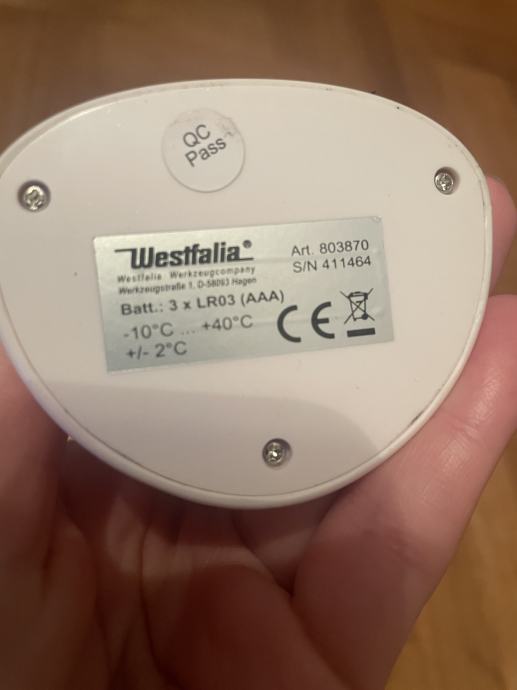 QC
Pass
Westfalia®
Westfalia Werkzeugcompany
Werkzeugstraße 1, D-58093 Hagen
Art. 803870
S/N 411464
Batt.: 3 x LR03 (AAA)
-10°C ... +40°C
+/- 2°C
CE